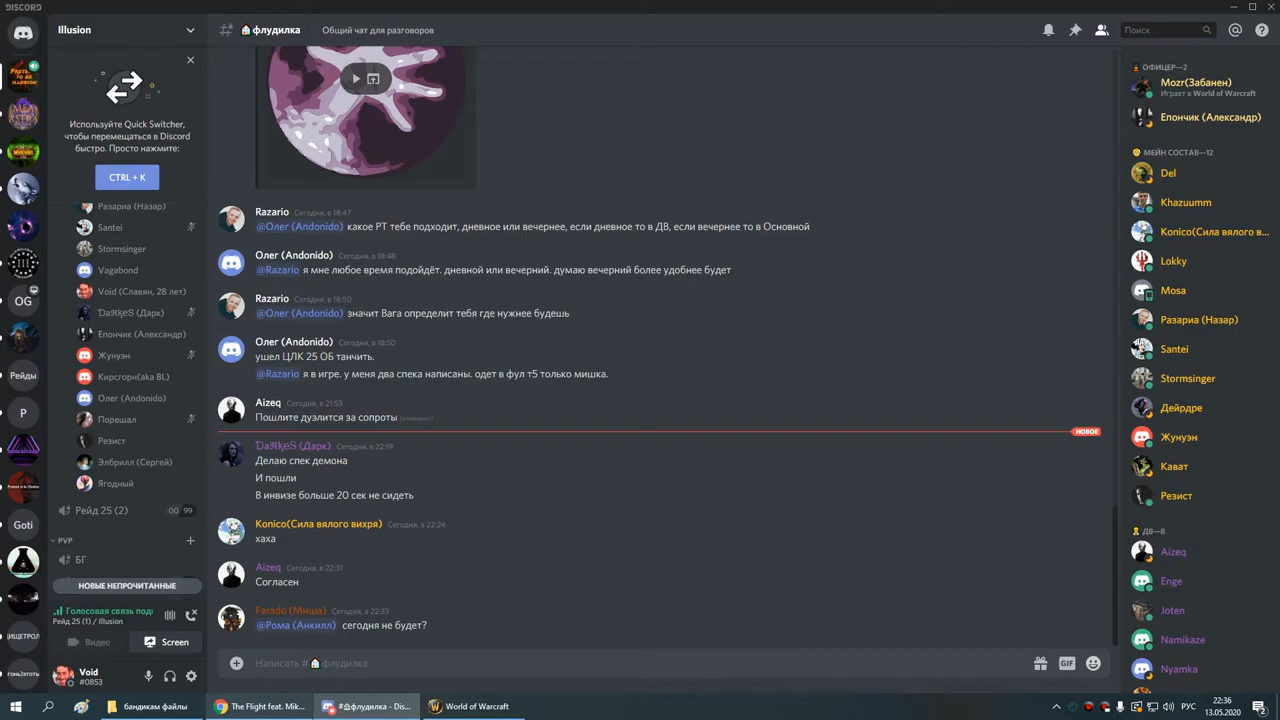 DISCORD
Illusion
флудилка
Общий чат для разговоров
Поиск
Используйте Quick Switcher,
чтобы перемещаться в Discord
быстро. Просто нажмите:
CTRL + K
Разариа (Назар)
Santei
Stormsinger
Vagabond
Void (Славян, 28 лет)
Епончик (Александр)
Жунуэн
Кирсгорн(aka BL)
Олег (Andonido)
Порешал
Резист
Элбрилл (Сергей)
Ягодный
Рейд 25 (2)
00 99
PVP
БГ
НОВЫЕ НЕПРОЧИТАННЫЕ
Голосовая связь под
Рейд 25 (1) / Illusion
Видео
Screen
Void
#0853
OG
Рейды
P
Goti
Razario Сегодня, в 18:47
@Олег (Andonido) какое РТ тебе подходит, дневное или вечернее, если дневное то в ДВ, если вечернее то в Основной
Олег (Andonido) Сегодня, в 18:48
@Razario я мне любое время подойдёт. дневной или вечерний. думаю вечерний более удобнее будет
Razario Сегодня, в 18:50
@Олег (Andonido) значит Вага определит тебя где нужнее будешь
Олег (Andonido) Сегодня, в 18:50
ушел ЦЛК 25 ОБ танчить.
@Razario я в игре. у меня два спека написаны. одет в фул т5 только мишка.
Aizeq Сегодня, в 21:53
Пошлите дуэлится за сопроты (изменено)
НОВОЕ
(Дарк) Сегодня, в 22:19
Делаю спек демона
И пошли
В инвизе больше 20 сек не сидеть
Konico(Сила вялого вихря) Сегодня, в 22:24
хаха
Aizeq Сегодня, в 22:31
Согласен
Farado (Миша) Сегодня, в 22:33
@Рома (Анкилл) сегодня не будет?
Написать #флудилка
GIF
ОФИЦЕР—2
Mozr(Забанен)
Играет в World of Warcraft
Епончик (Александр)
МЕЙН СОСТАВ—12
Del
Khazuumm
Konico(Сила вялого в...
Lokky
Mosa
Разариа (Назар)
Santei
Stormsinger
Дейрдре
Жунуэн
Кават
Резист
ДВ—8
Aizeq
Enge
Joten
Namikaze
Nyamka
бандикам файлы
The Flight feat. Mik...
#флудилка - Dis...
World of Warcraft
РУС
22:36
13.05.2020
2